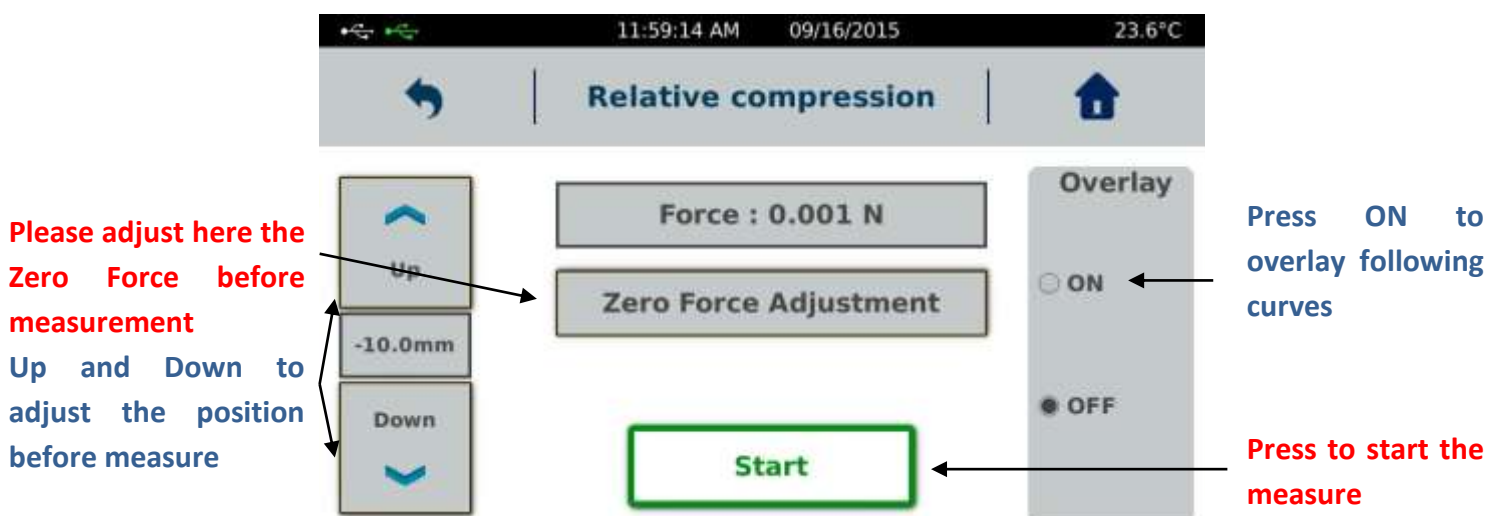 11:59:14 AM 09/16/2015 23.6°C
Relative compression
Please adjust here the
Zero Force before
measurement
Up and Down to
adjust the position
before measure
Up
-10.0mm
Down
Force : 0.001 N
Zero Force Adjustment
Start
Overlay
ON
OFF
Press ON to
overlay following
curves
Press to start the
measure